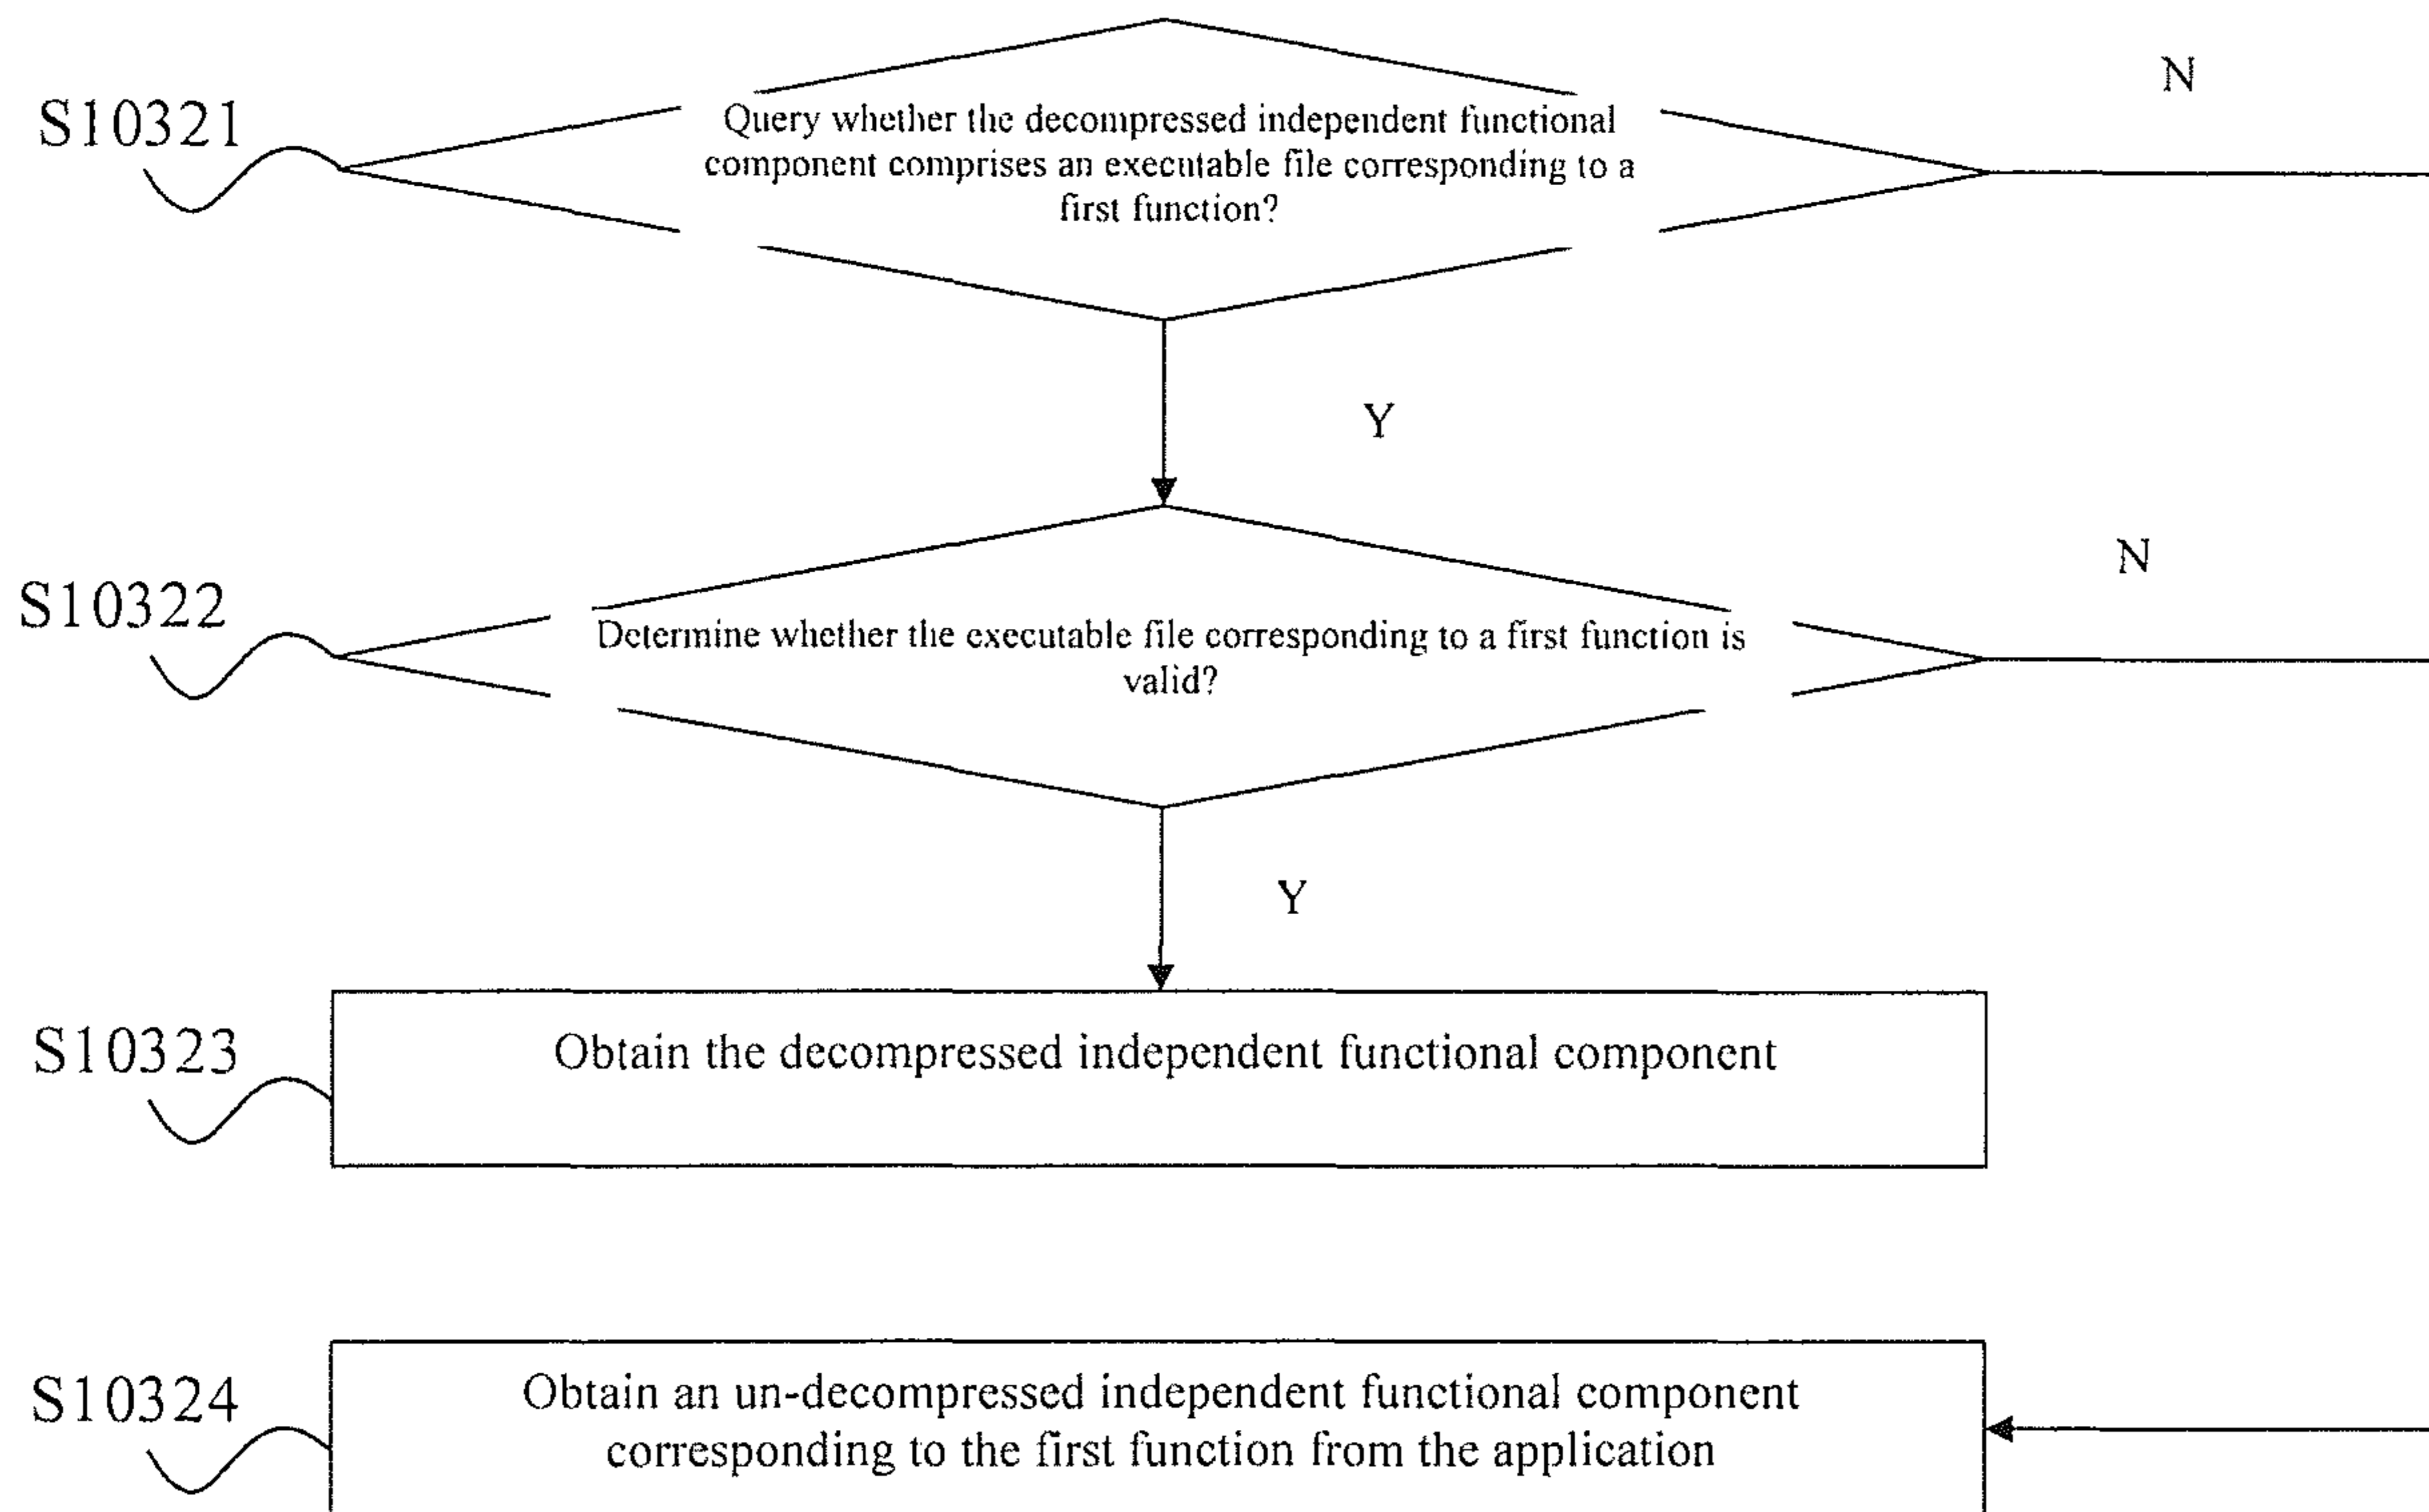 N
S10321
Query whether the decompressed independent functional
component comprises an executable file corresponding to a
first function?
Y
N
S10322
Determine whether the executable file corresponding to a first function is
valid?
Y
S10323
Obtain the decompressed independent functional component
S10324
Obtain an un-decompressed independent functional component
corresponding to the first function from the application